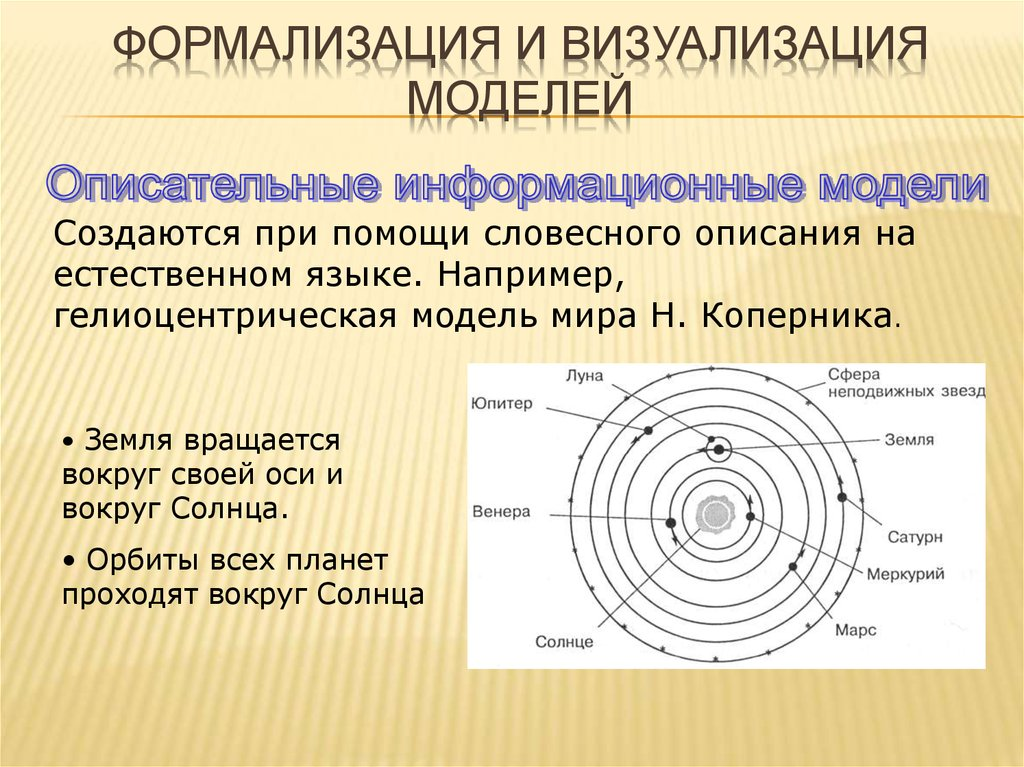 ФОРМАЛИЗАЦИЯ И ВИЗУАЛИЗАЦИЯ
МОДЕЛЕЙ
Описательные информационные модели
Создаются при помощи словесного описания на
естественном языке. Например,
гелиоцентрическая модель мира Н. Коперника.
• Земля вращается
вокруг своей оси и
вокруг Солнца.
• Орбиты всех планет
проходят вокруг Солнца
Луна
Сфера
неподвижных звезд
Юпитер
Земля
Венера
Сатурн
Меркурий
Марс
Солнце